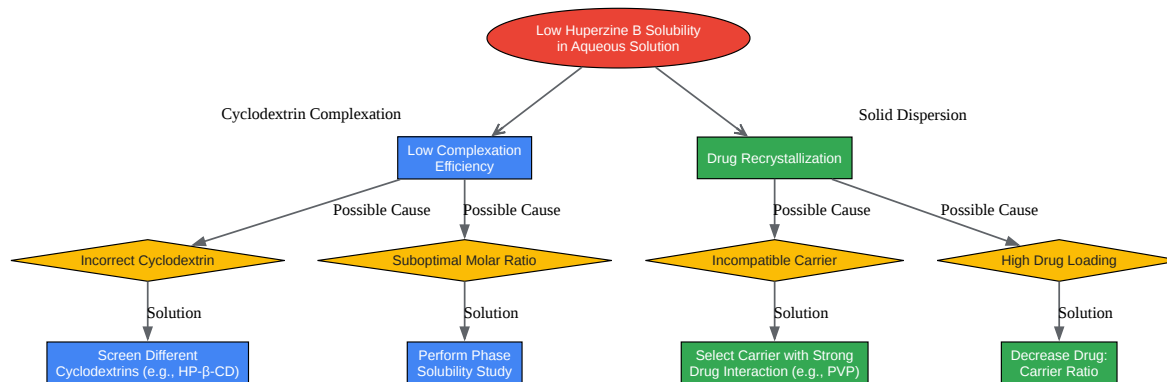 Low Huperzine B Solubility
in Aqueous Solution
Cyclodextrin Complexation
Solid Dispersion
Low Complexation
Efficiency
Drug Recrystallization
Possible Cause
Possible Cause
Possible Cause
Possible Cause
Incorrect Cyclodextrin
Suboptimal Molar Ratio
Incompatible Carrier
High Drug Loading
Solution
Solution
Solution
Solution
Screen Different
Cyclodextrins (e.g., HP-β-CD)
Perform Phase
Solubility Study
Select Carrier with Strong
Drug Interaction (e.g., PVP)
Decrease Drug:
Carrier Ratio